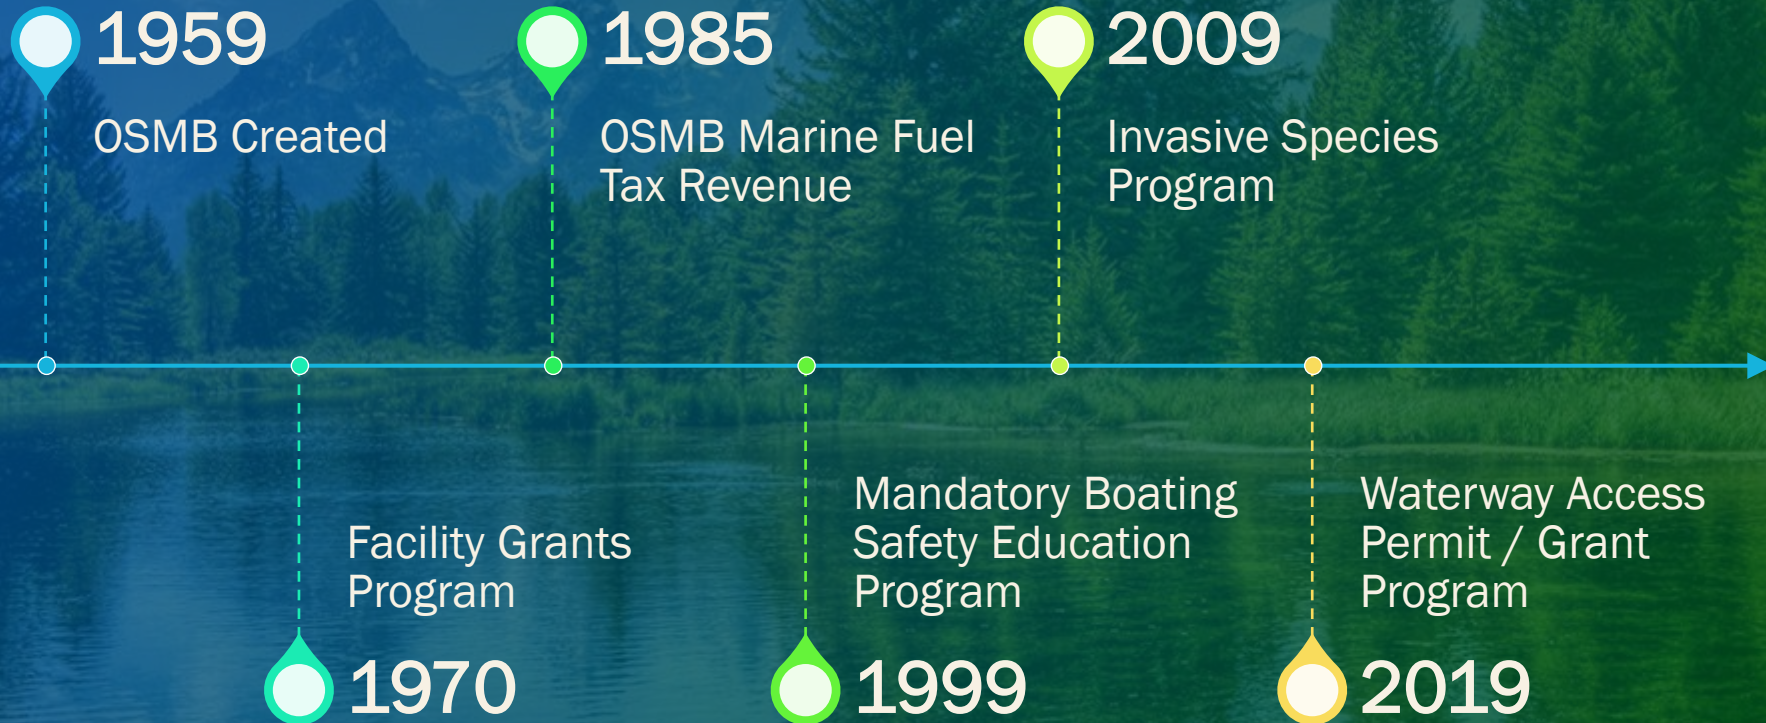 1959
OSMB Created
1985
OSMB Marine Fuel
Tax Revenue
2009
Invasive Species
Program
Facility Grants
Program
1970
Mandatory Boating
Safety Education
Program
1999
Waterway Access
Permit / Grant
Program
2019